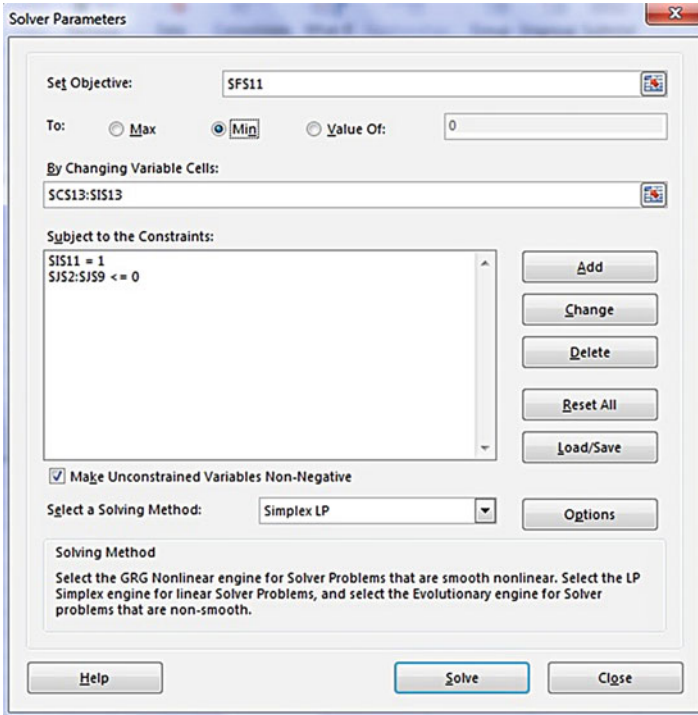 Solver Parameters
Set Objective: $F$11
To: Max Min Value Of: 0
By Changing Variable Cells:
$C$13:$I$13
Subject to the Constraints:
$I$11 = 1
$J$2:$J$9 <= 0
Add
Change
Delete
Reset All
Load/Save
Make Unconstrained Variables Non-Negative
Select a Solving Method: Simplex LP Options
Solving Method
Select the GRG Nonlinear engine for Solver Problems that are smooth nonlinear. Select the LP
Simplex engine for linear Solver Problems, and select the Evolutionary engine for Solver
problems that are non-smooth.
Help Solve Close